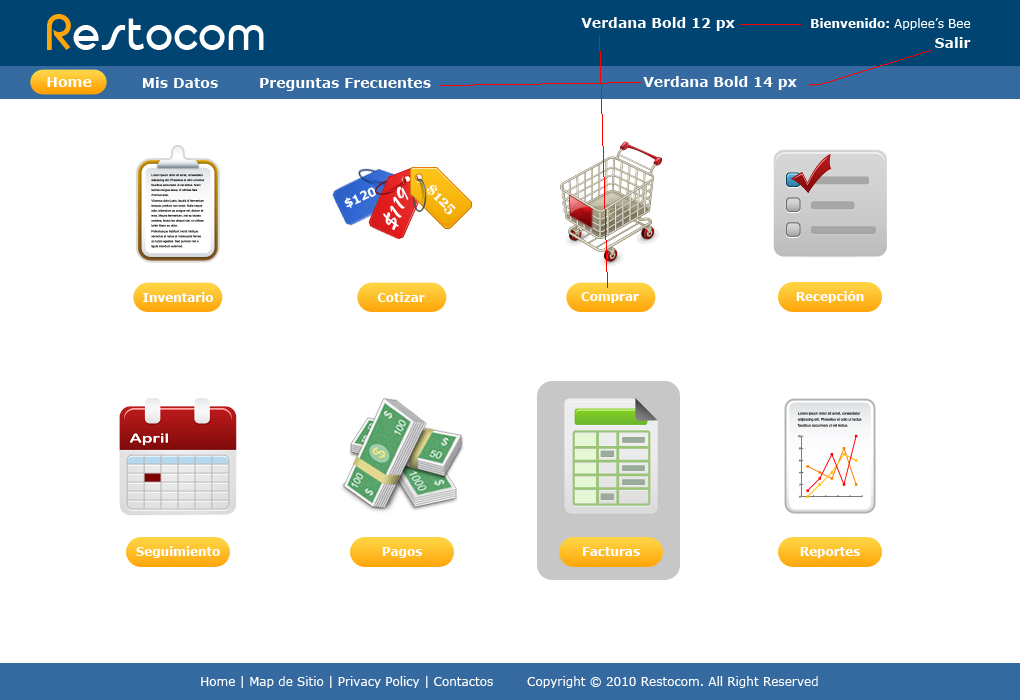 Restocom
Verdana Bold 12 px
Bienvenido: Applee's Bee
Salir
Home
Mis Datos
Preguntas Frecuentes
Verdana Bold 14 px
$120
$119
$125
Inventario
Cotizar
Comprar
Recepción
April
100
50
100
1000
Seguimiento
Pagos
Facturas
Reportes
Home | Map de Sitio | Privacy Policy | Contactos
Copyright © 2010 Restocom. All Right Reserved